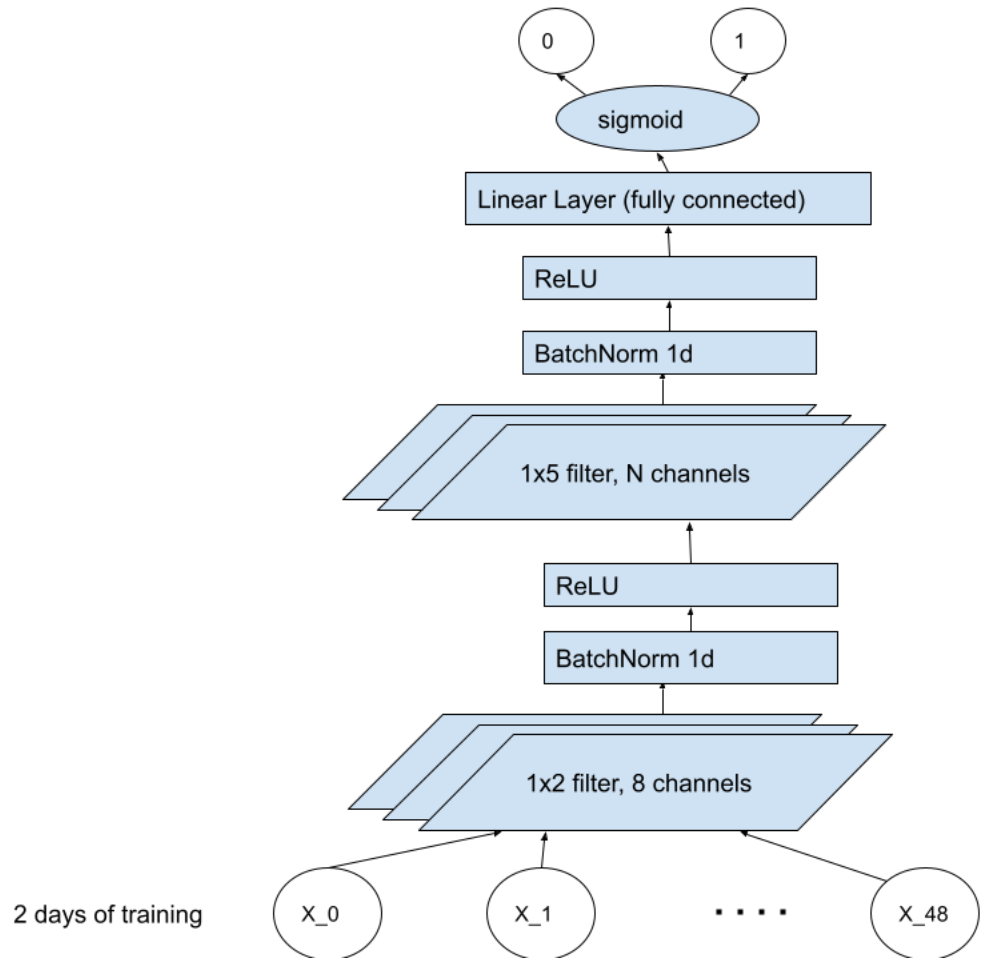 0
1
sigmoid
Linear Layer (fully connected)
ReLU
BatchNorm 1d
1x5 filter, N channels
ReLU
BatchNorm 1d
1x2 filter, 8 channels
2 days of training
X_0
X_1
. . . .
X_48